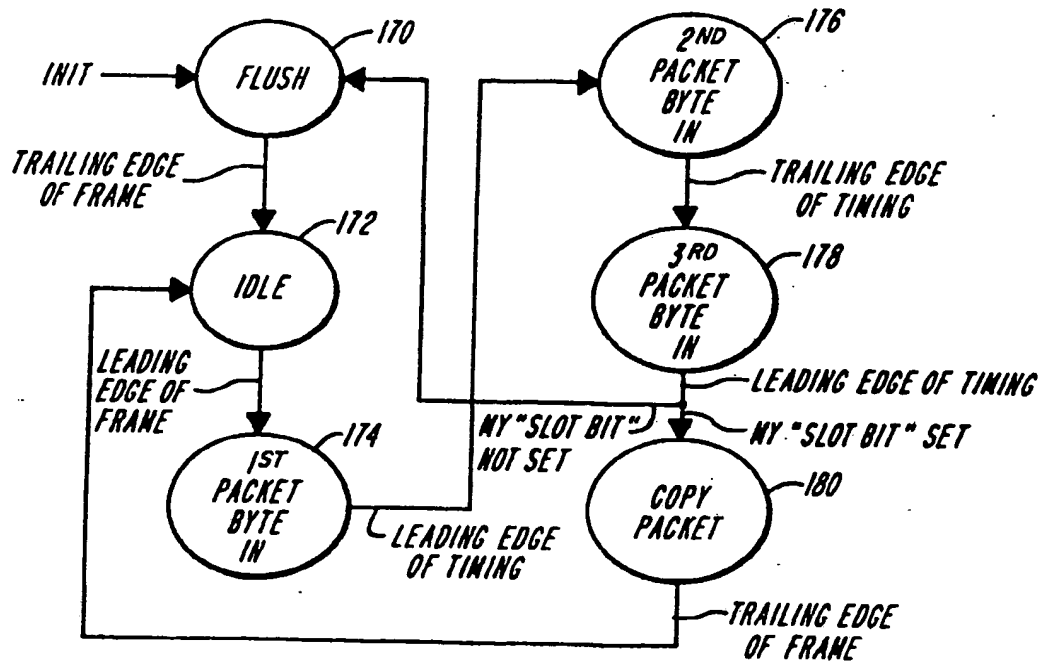 INIT
FLUSH
170
TRAILING EDGE
OF FRAME
172
IDLE
LEADING
EDGE OF
FRAME
174
1ST
PACKET
BYTE
IN
LEADING EDGE
OF TIMING
176
2ND
PACKET
BYTE
IN
TRAILING EDGE
OF TIMING
178
3RD
PACKET
BYTE
IN
LEADING EDGE OF TIMING
MY "SLOT BIT"
NOT SET
MY "SLOT BIT" SET
180
COPY
PACKET
TRAILING EDGE
OF FRAME